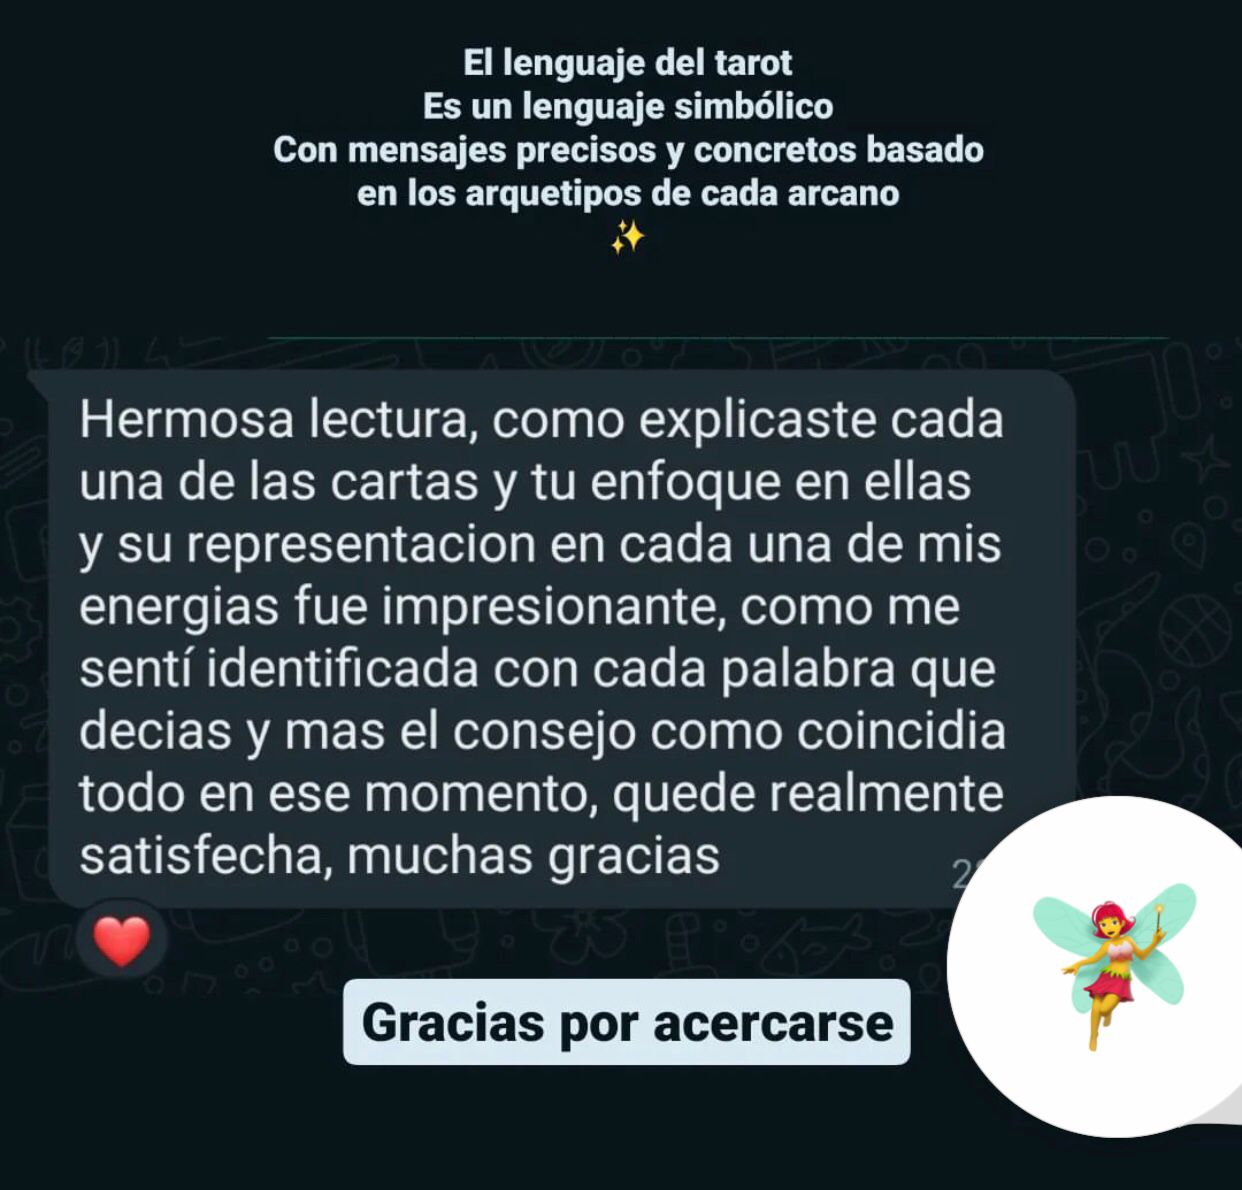 El lenguaje del tarot
Es un lenguaje simbólico
Con mensajes precisos y concretos basado
en los arquetipos de cada arcano
Hermosa lectura, como explicaste cada
una de las cartas y tu enfoque en ellas
y su representacion en cada una de mis
energias fue impresionante, como me
sentí identificada con cada palabra que
decias y mas el consejo como coincidia
todo en ese momento, quede realmente
satisfecha, muchas gracias
Gracias por acercarse